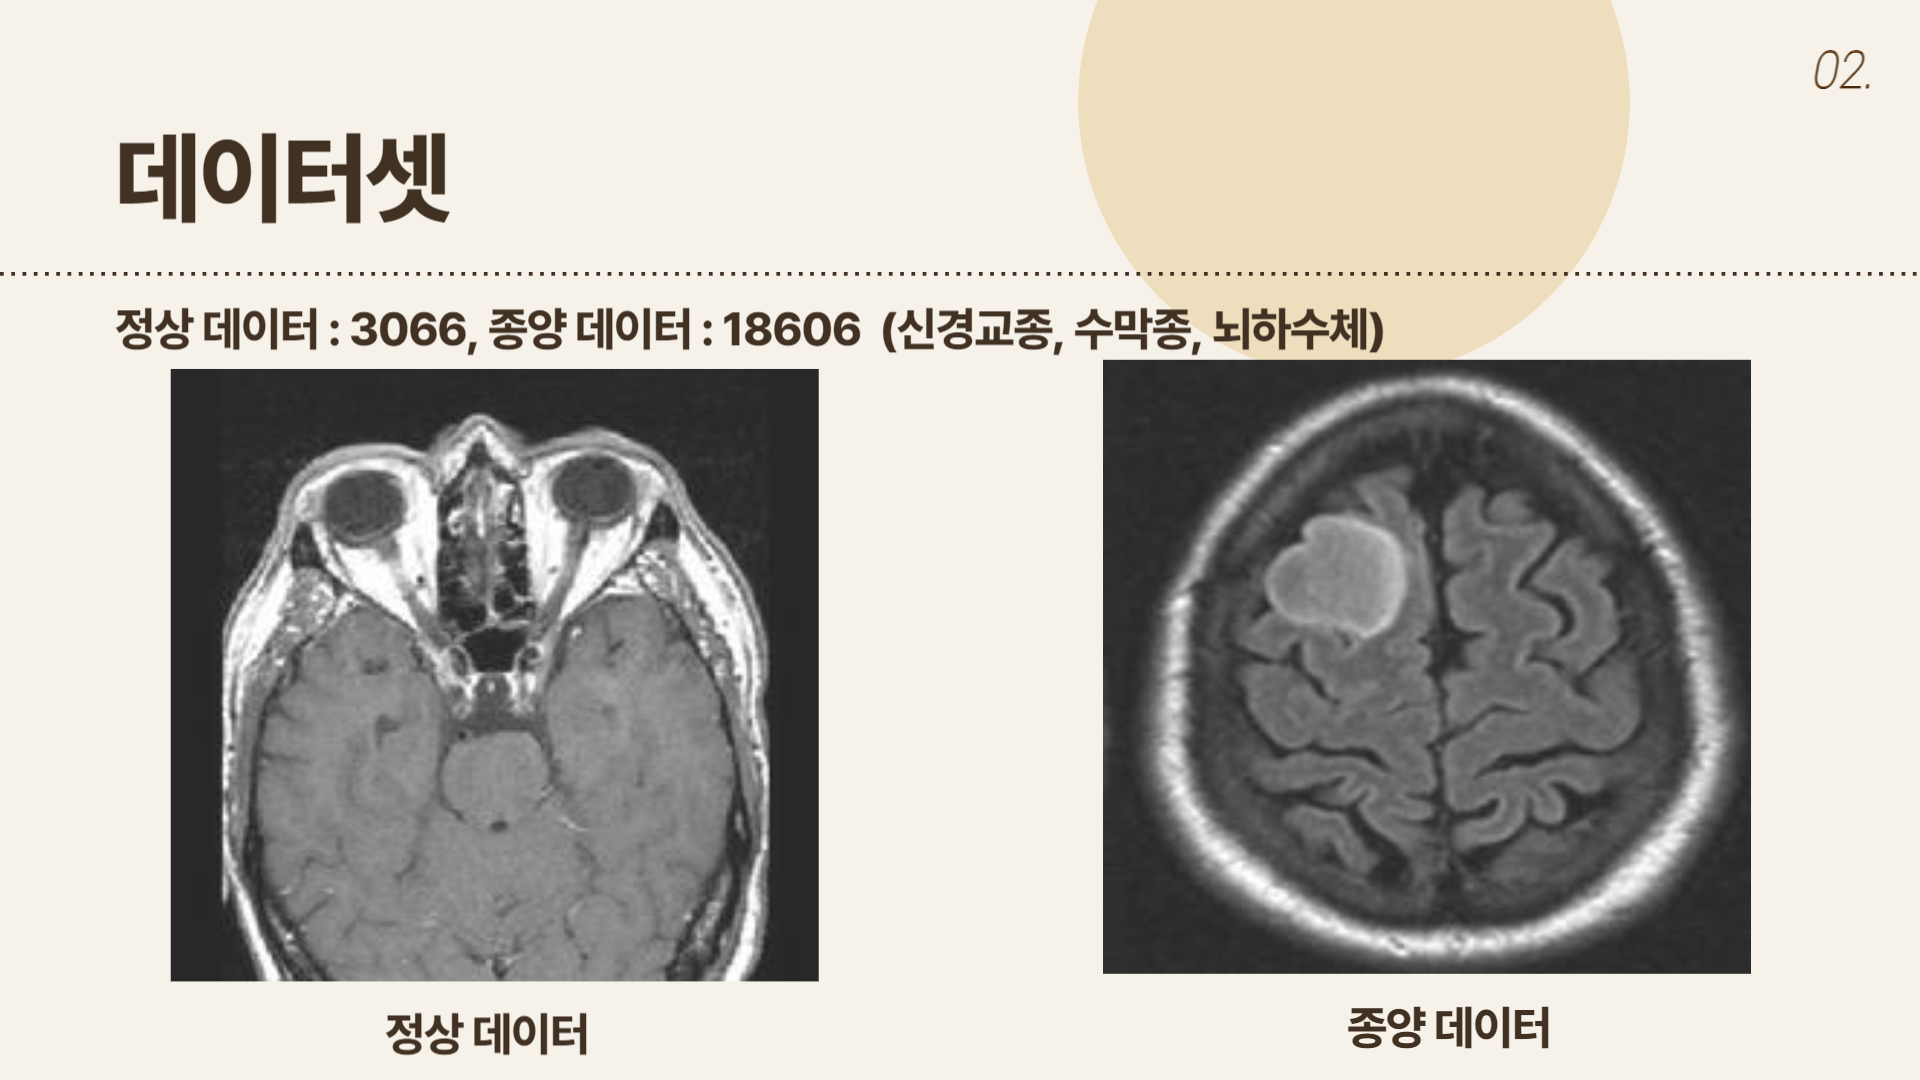 02.
데이터셋
정상 데이터 : 3066, 종양 데이터 : 18606 (신경교종, 수막종, 뇌하수체)
정상 데이터
종양 데이터